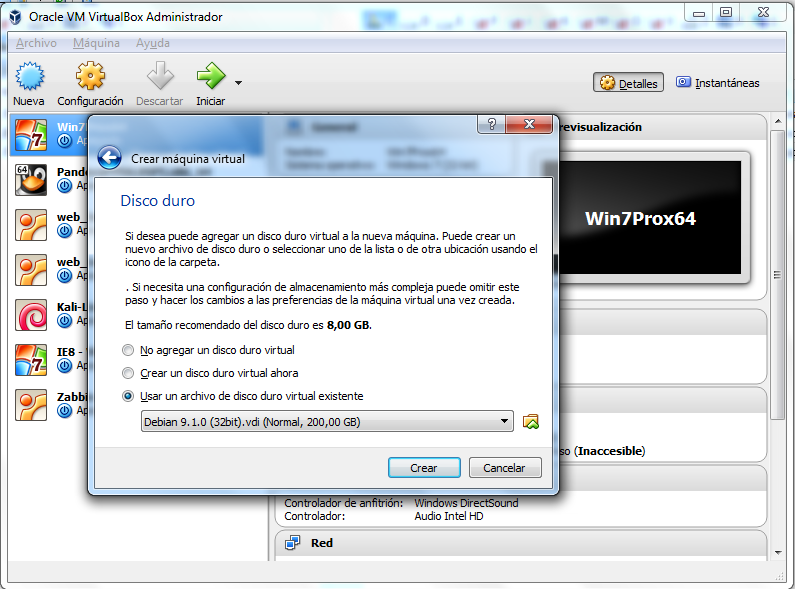 Oracle VM VirtualBox Administrador
Archivo Máquina Ayuda
Nueva Configuración Descartar Iniciar
Detalles Instantáneas
Win7
Ap
64
Pand
Ap
web_
Ap
web_
Ap
Kali-L
Ap
IE8 -
Ap
Zabbi
Ap
General
revisualización
Win7Prox64
so (Inaccesible)
Controlador de anfitrión: Windows DirectSound
Controlador: Audio Intel HD
Red
Crear máquina virtual
Disco duro
Si desea puede agregar un disco duro virtual a la nueva máquina. Puede crear un
nuevo archivo de disco duro o seleccionar uno de la lista o de otra ubicación usando el
icono de la carpeta.
. Si necesita una configuración de almacenamiento más compleja puede omitir este
paso y hacer los cambios a las preferencias de la máquina virtual una vez creada.
El tamaño recomendado del disco duro es 8,00 GB.
No agregar un disco duro virtual
Crear un disco duro virtual ahora
Usar un archivo de disco duro virtual existente
Debian 9.1.0 (32bit).vdi (Normal, 200,00 GB)
Crear Cancelar